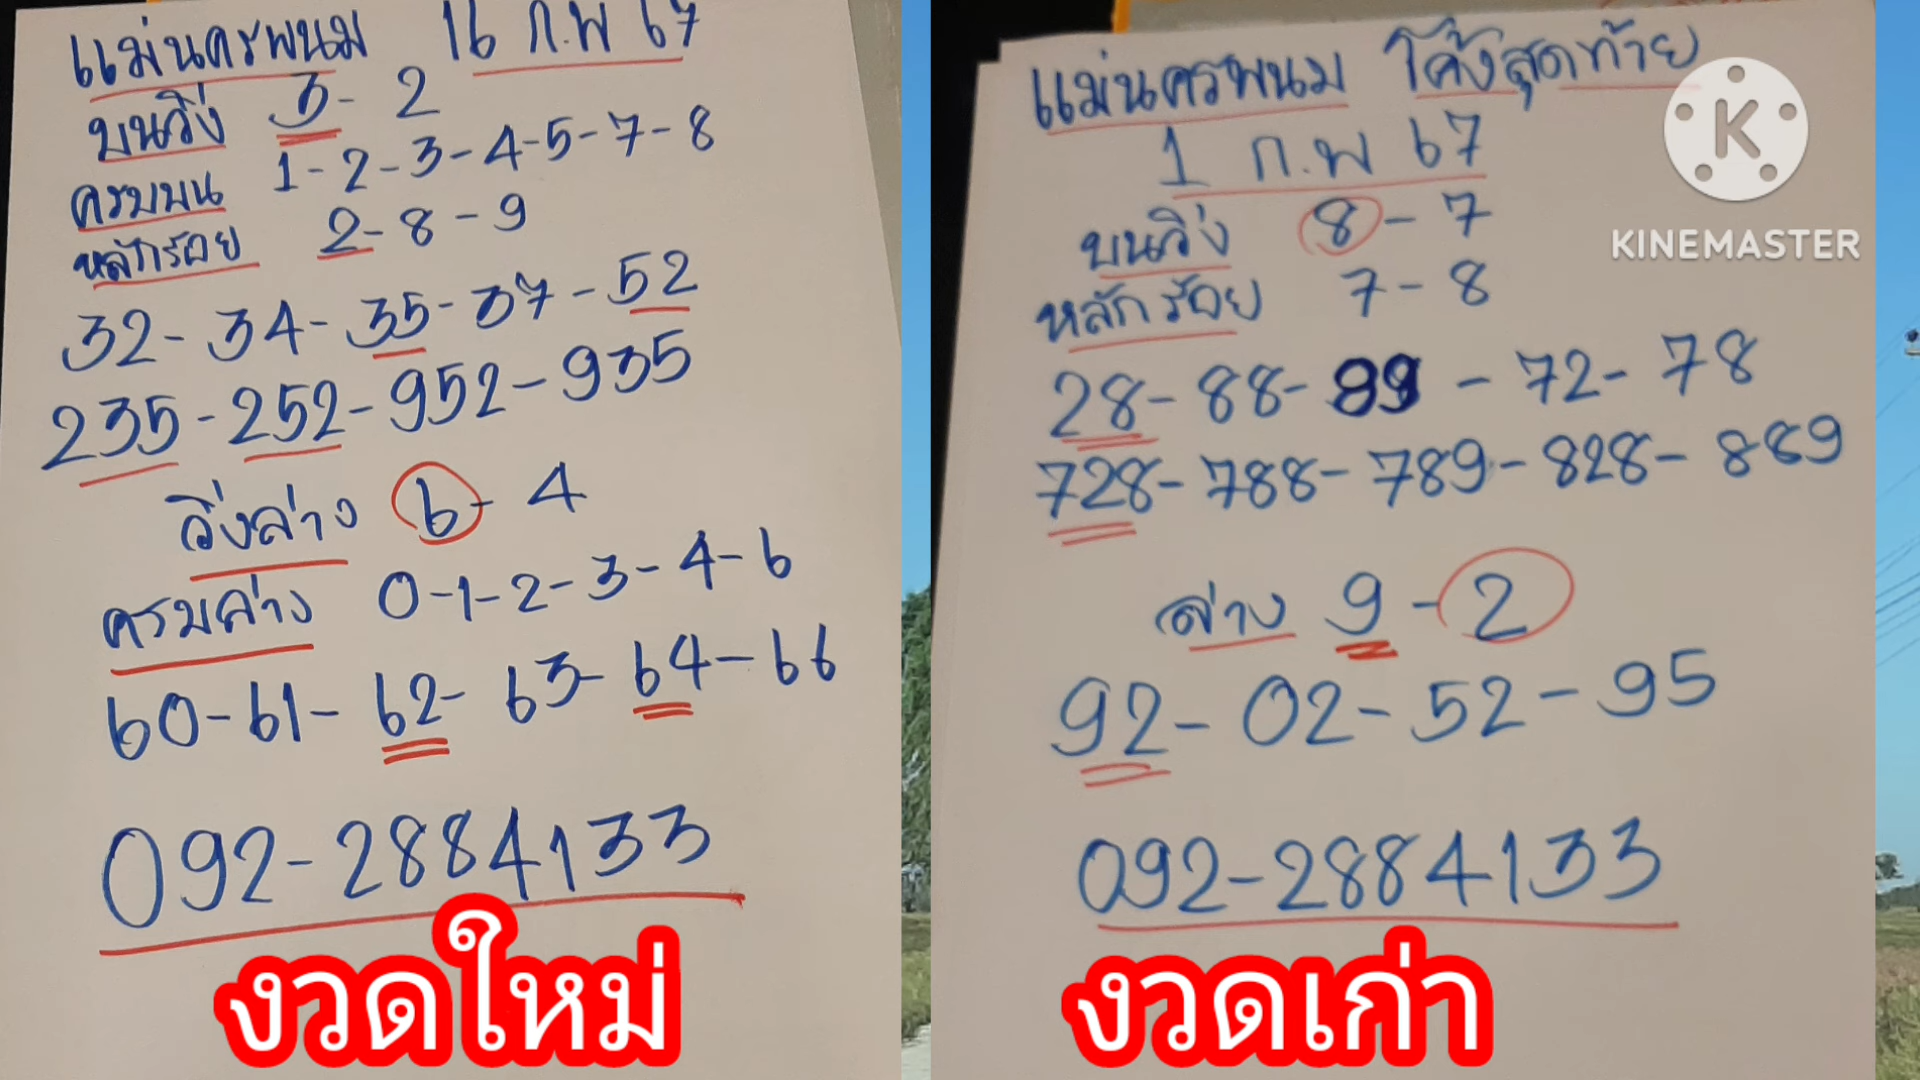 แม่นครพนม 16 ก.พ 67
บนวิ่ง 3-2
ครบบน 1-2-3-4-5-7-8
หลักร้อย 2-8-9
32-34-35-37-52
235-252-952-935
วิ่งล่าง 6-4
ครบล่าง 0-1-2-3-4-6
60-61-62-63-64-66
092-2884133
งวดใหม่
แม่นครพนม โค้งสุดท้าย
1 ก.พ 67
บนวิ่ง 8-7
หลักร้อย 7-8
28-88-89-72-78
728-788-789-828-889
ล่าง 9-2
92-02-52-95
092-2884133
งวดเก่า
K
KINEMASTER